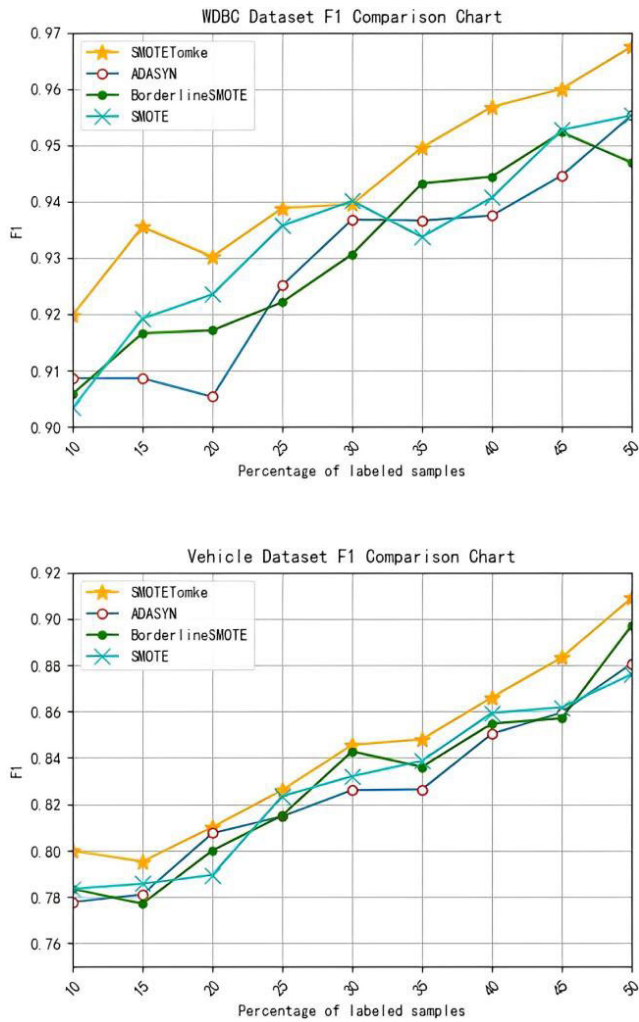 WDBC Dataset F1 Comparison Chart
0.97
0.96
0.95
0.94
0.93
0.92
0.91
0.90
F1
SMOTETomke
ADASYN
BorderlineSMOTE
SMOTE
10 15 20 25 30 35 40 45 50
Percentage of labeled samples
Vehicle Dataset F1 Comparison Chart
0.92
0.90
0.88
0.86
0.84
0.82
0.80
0.78
0.76
F1
SMOTETomke
ADASYN
BorderlineSMOTE
SMOTE
10 15 20 25 30 35 40 45 50
Percentage of labeled samples